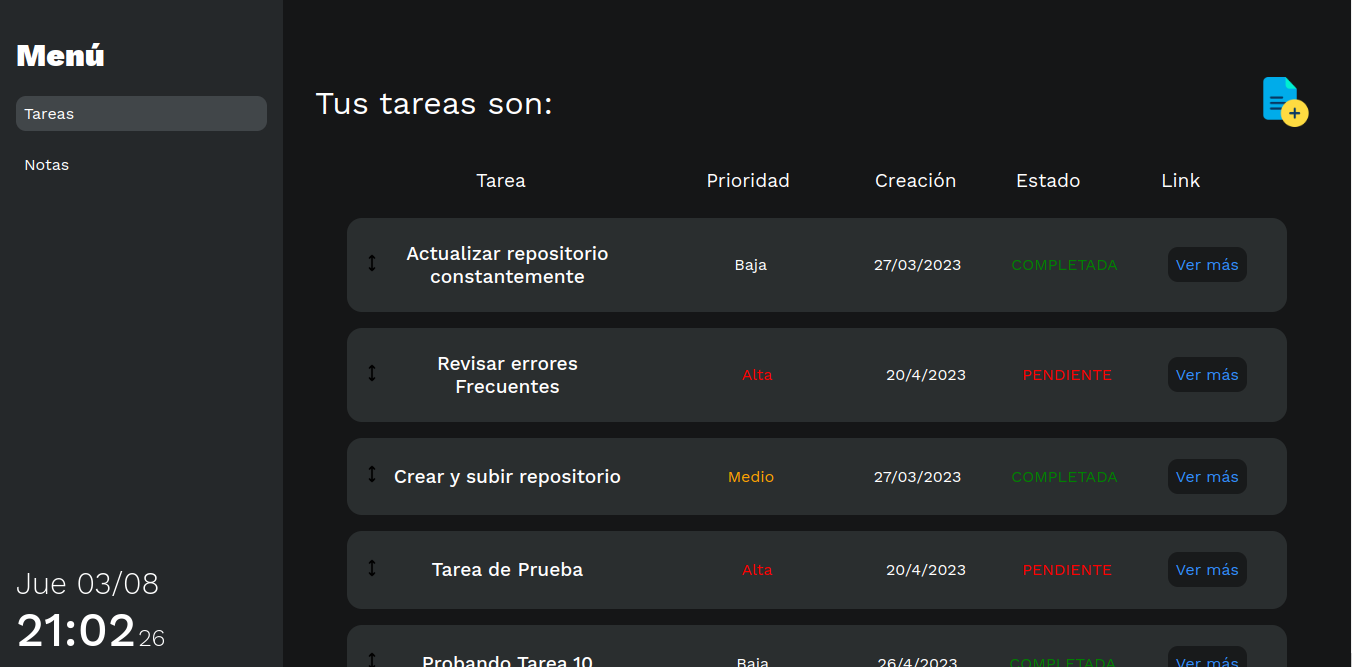 Menú
Tareas
Notas
Jue 03/08
21:02 26
Tus tareas son:
Tarea Prioridad Creación Estado Link
Actualizar repositorio
constantemente
Baja 27/03/2023 COMPLETADA Ver más
Revisar errores
Frecuentes
Alta 20/4/2023 PENDIENTE Ver más
Crear y subir repositorio Medio 27/03/2023 COMPLETADA Ver más
Tarea de Prueba Alta 20/4/2023 PENDIENTE Ver más
Probando Tarea 10 Baja 26/4/2023 COMPLETADA Ver más